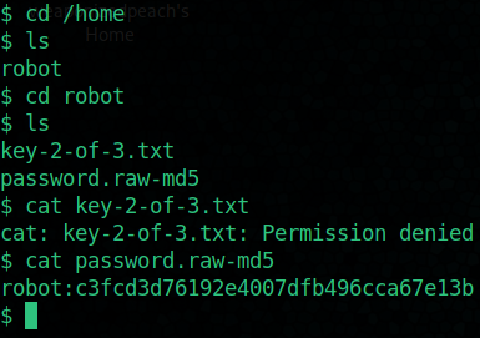 $ cd /home
$ ls
robot
$ cd robot
$ ls
key-2-of-3.txt
password.raw-md5
$ cat key-2-of-3.txt
cat: key-2-of-3.txt: Permission denied
$ cat password.raw-md5
robot:c3fcd3d76192e4007dfb496cca67e13b
$
Home